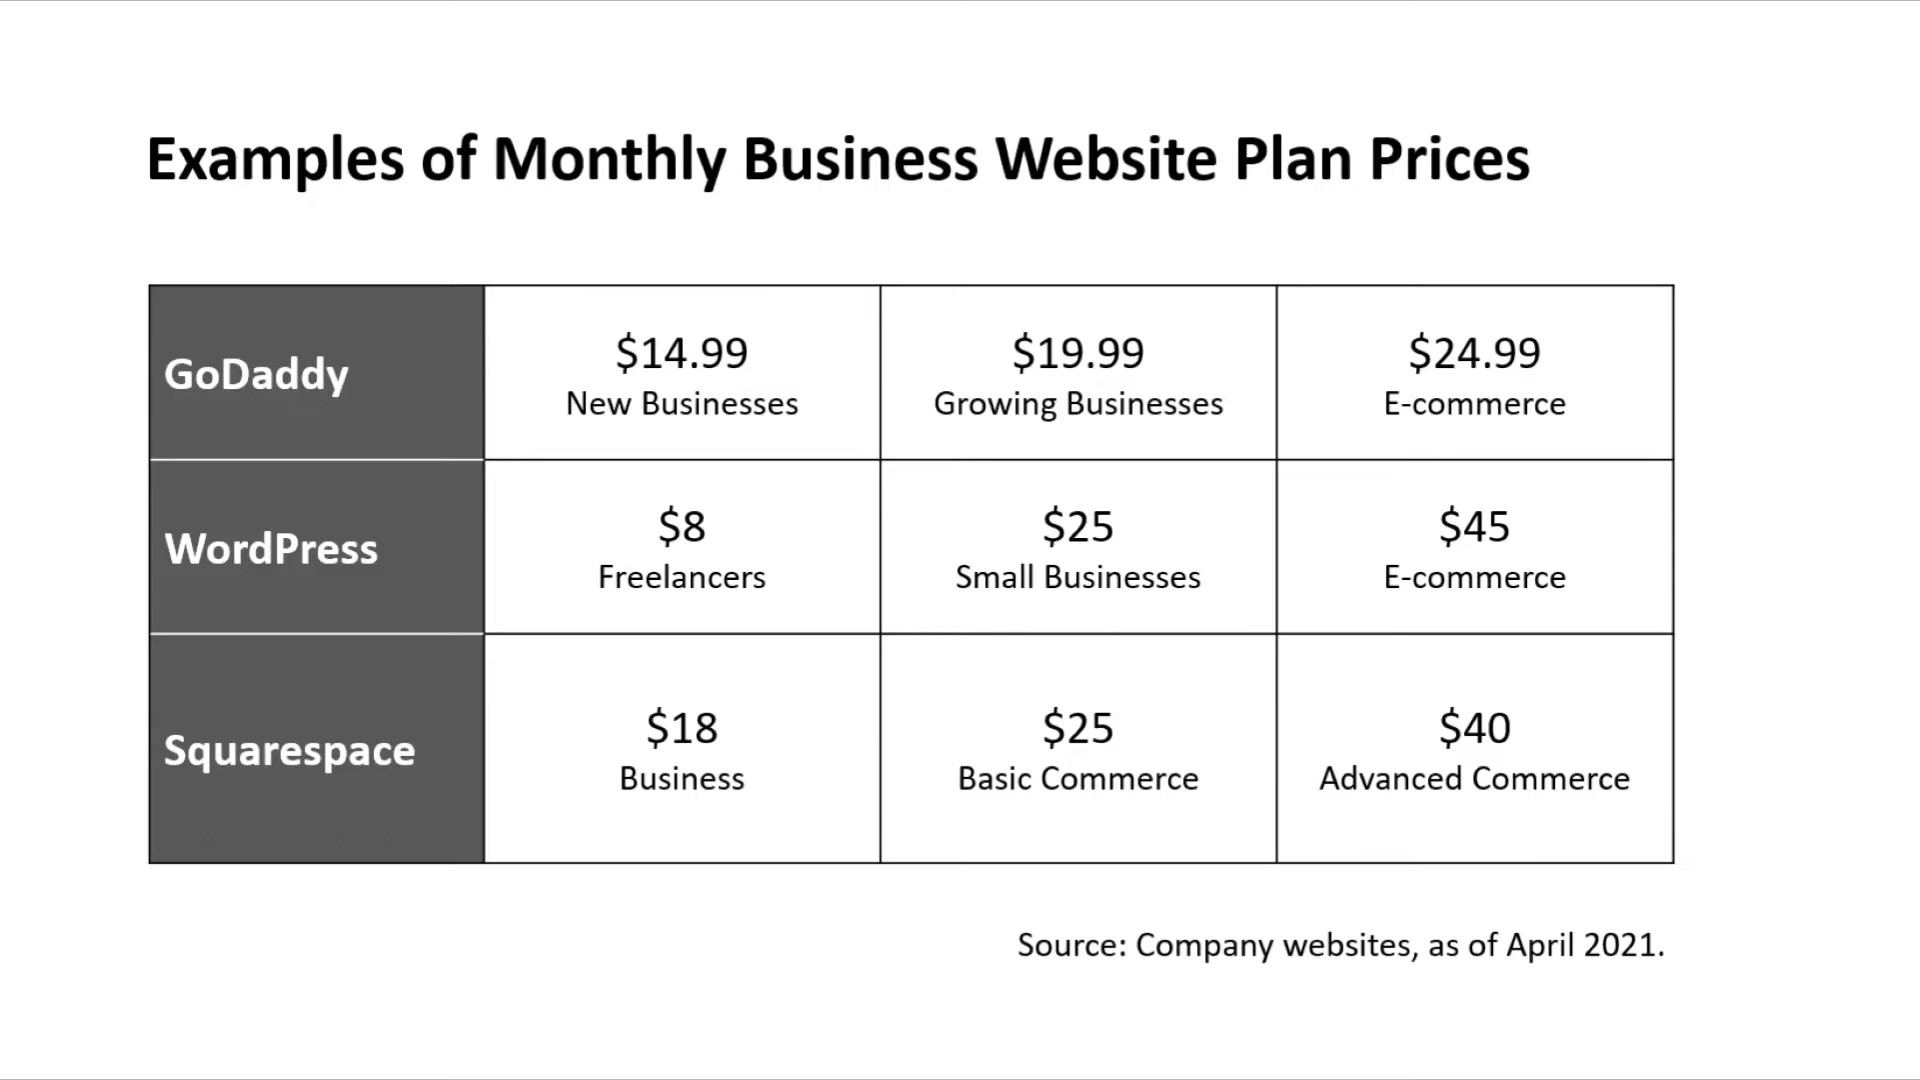 Examples of Monthly Business Website Plan Prices
GoDaddy
$14.99
New Businesses
$19.99
Growing Businesses
$24.99
E-commerce
WordPress
$8
Freelancers
$25
Small Businesses
$45
E-commerce
Squarespace
$18
Business
$25
Basic Commerce
$40
Advanced Commerce
Source: Company websites, as of April 2021.